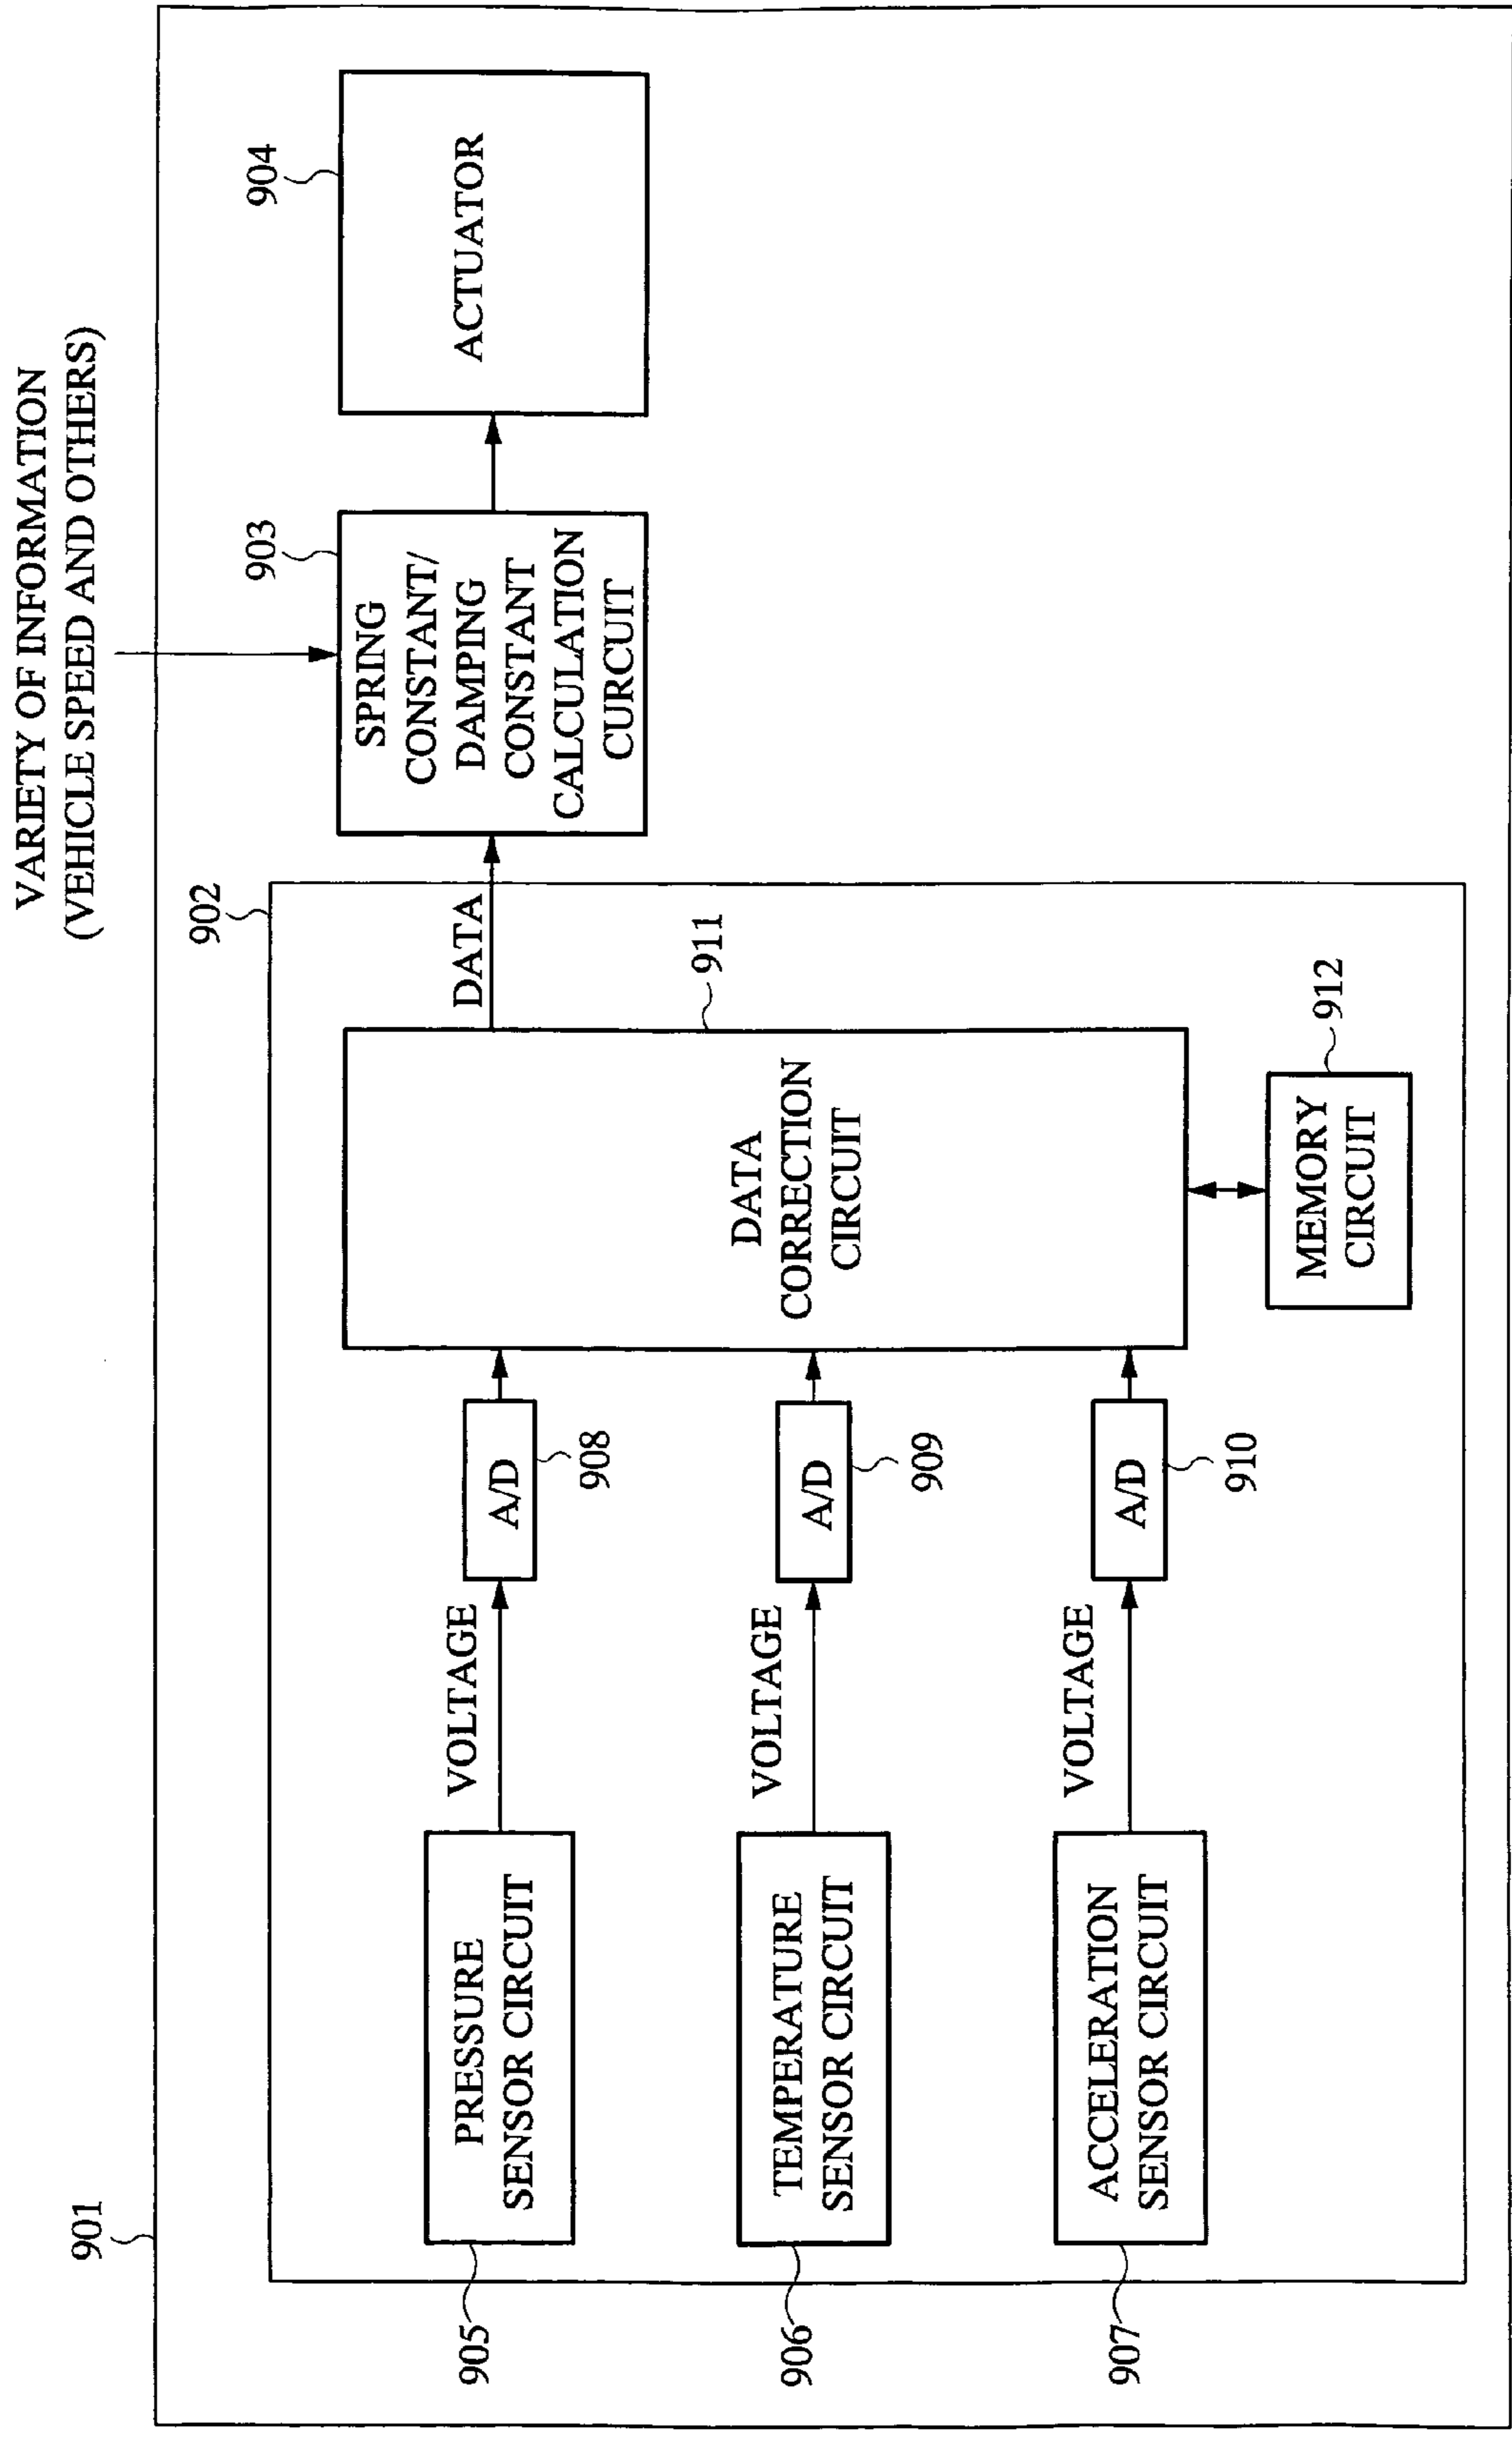 VARIETY OF INFORMATION
(VEHICLE SPEED AND OTHERS)
901
902
903
904
SPRING
CONSTANT/
DAMPING
CONSTANT
CALCULATION
CURCUIT
ACTUATOR
DATA
905
PRESSURE
SENSOR CIRCUIT
VOLTAGE
A/D
908
911
DATA
CORRECTION
CIRCUIT
906
TEMPERATURE
SENSOR CIRCUIT
VOLTAGE
A/D
909
907
ACCELERATION
SENSOR CIRCUIT
VOLTAGE
A/D
910
912
MEMORY
CIRCUIT